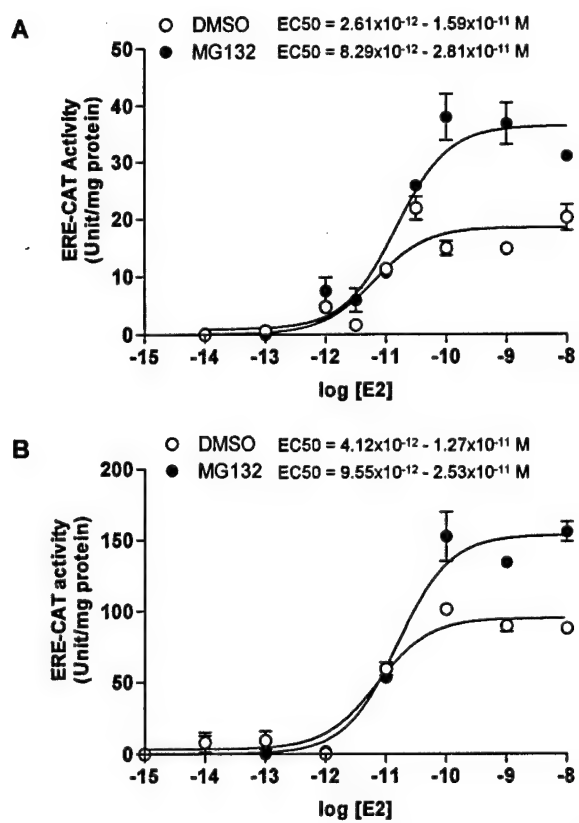 A
DMSO EC50 = 2.61x10-12 - 1.59x10-11 M
MG132 EC50 = 8.29x10-12 - 2.81x10-11 M
ERE-CAT Activity
(Unit/mg protein)
50
40
30
20
10
0
-15 -14 -13 -12 -11 -10 -9 -8
log [E2]
B
DMSO EC50 = 4.12x10-12 - 1.27x10-11 M
MG132 EC50 = 9.55x10-12 - 2.53x10-11 M
ERE-CAT activity
(Unit/mg protein)
200
150
100
50
0
-15 -14 -13 -12 -11 -10 -9 -8
log [E2]